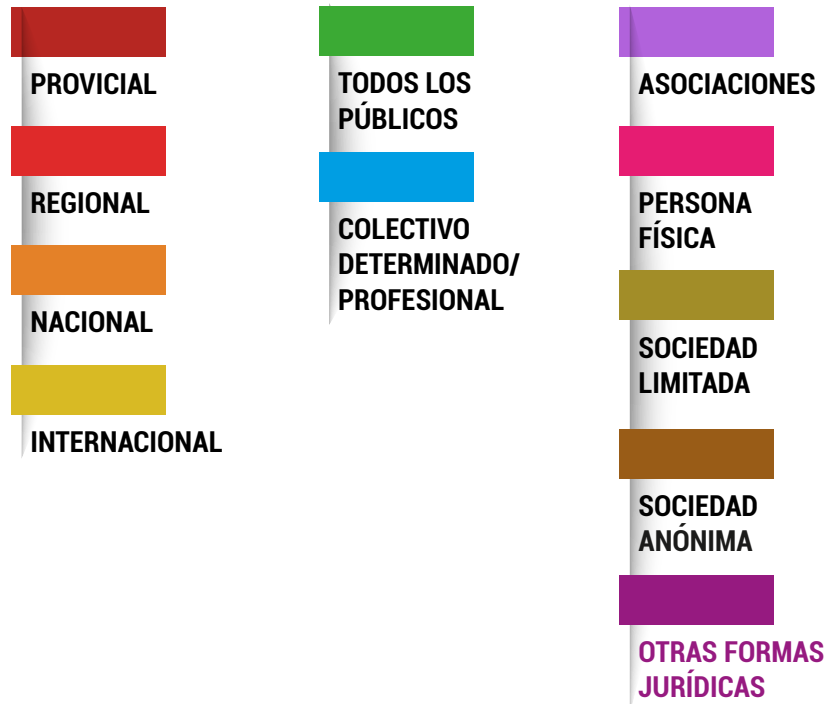 PROVICIAL
REGIONAL
NACIONAL
INTERNACIONAL
TODOS LOS
PÚBLICOS
COLECTIVO
DETERMINADO/
PROFESIONAL
ASOCIACIONES
PERSONA
FÍSICA
SOCIEDAD
LIMITADA
SOCIEDAD
ANÓNIMA
OTRAS FORMAS
JURÍDICAS